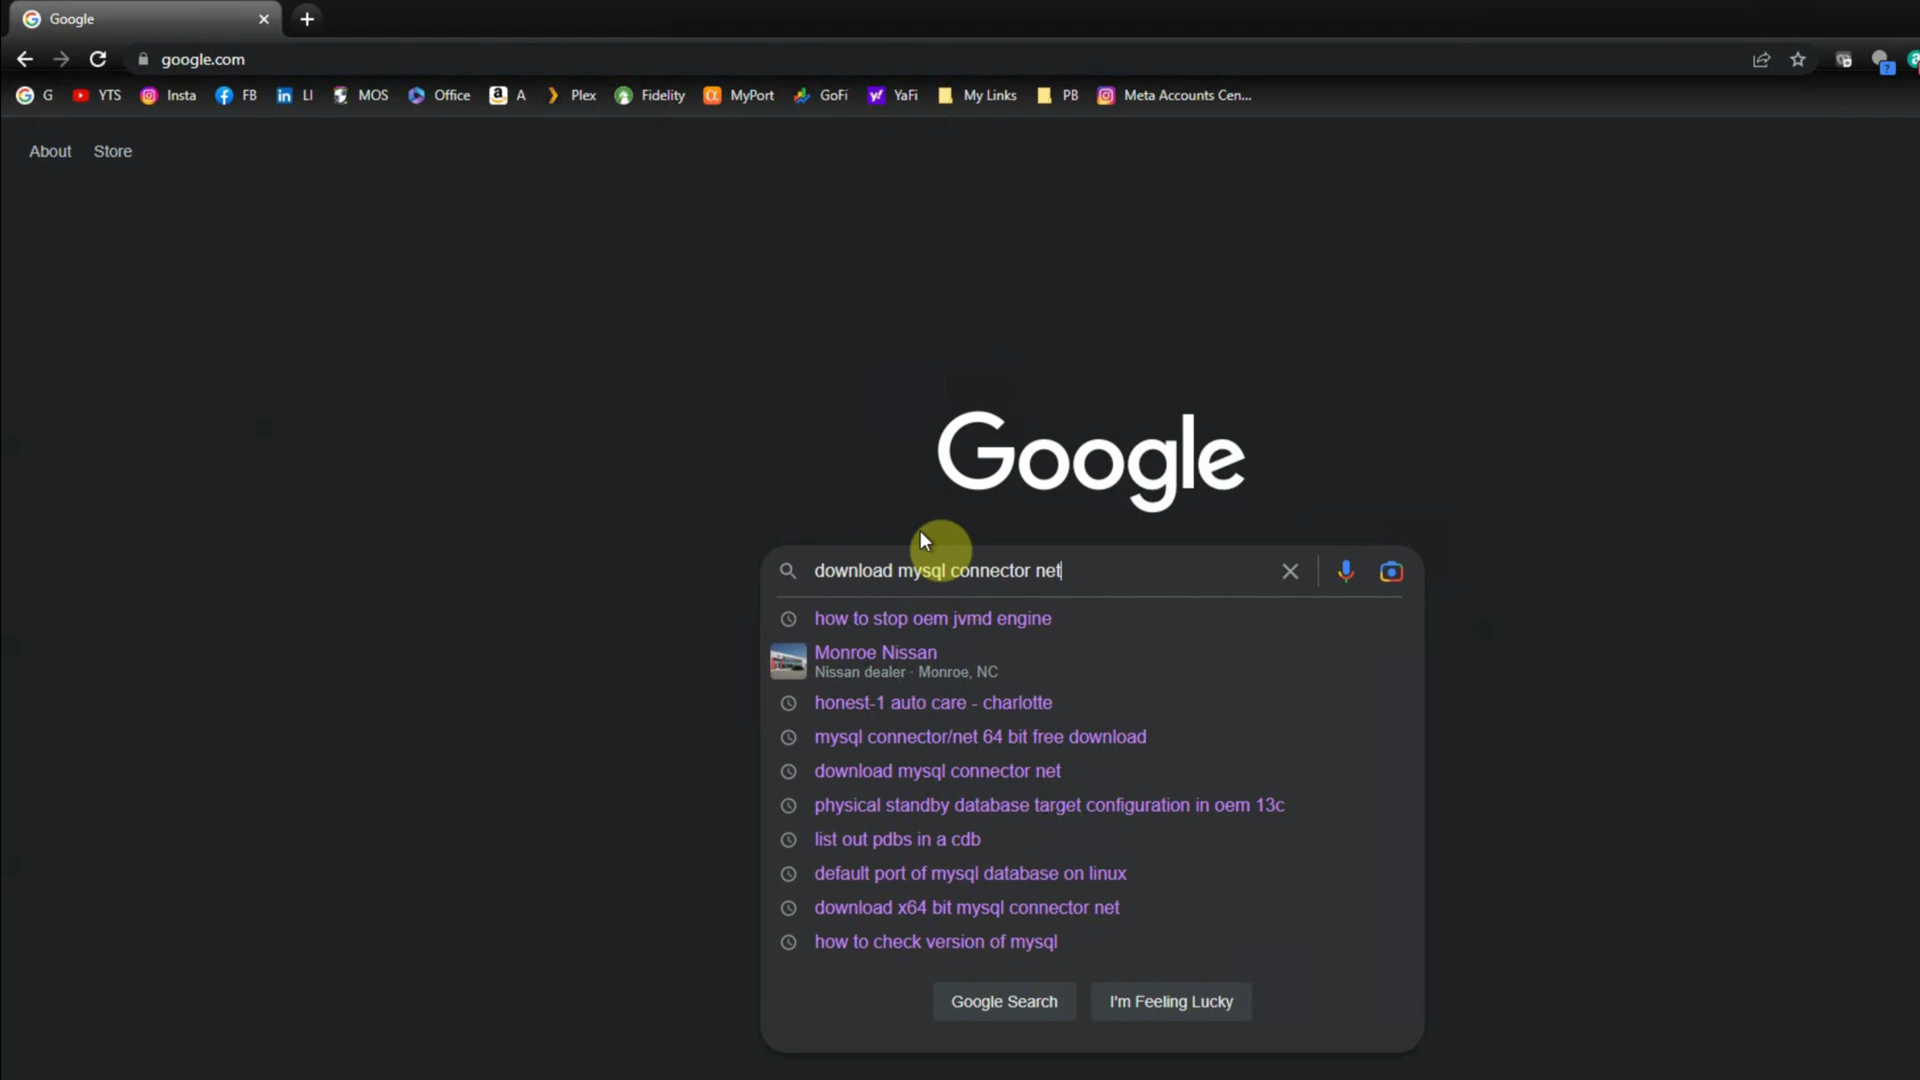 Google
google.com
G YTS Insta FB LI MOS Office A Plex Fidelity MyPort GoFi YaFi My Links PB Meta Accounts Cen...
About Store
Google
download mysql connector net
how to stop oem jvmd engine
Monroe Nissan
Nissan dealer · Monroe, NC
honest-1 auto care - charlotte
mysql connector/net 64 bit free download
download mysql connector net
physical standby database target configuration in oem 13c
list out pdbs in a cdb
default port of mysql database on linux
download x64 bit mysql connector net
how to check version of mysql
Google Search I'm Feeling Lucky